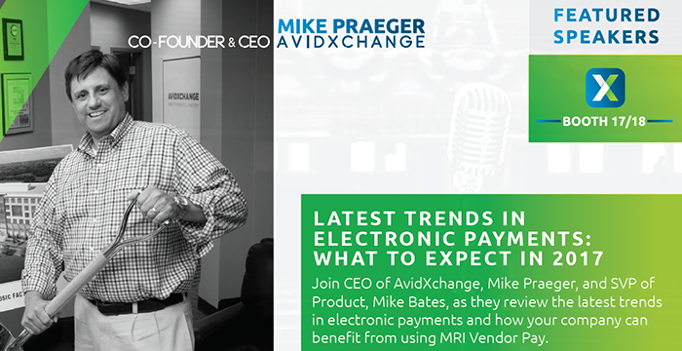 CO-FOUNDER & CEO
MIKE PRAEGER
AVIDXCHANGE
AVIDXCHANGE
FEATURED
SPEAKERS
X
BOOTH 17/18
LATEST TRENDS IN
ELECTRONIC PAYMENTS:
WHAT TO EXPECT IN 2017
Join CEO of AvidXchange, Mike Praeger, and SVP of
Product, Mike Bates, as they review the latest trends
in electronic payments and how your company can
benefit from using MRI Vendor Pay.